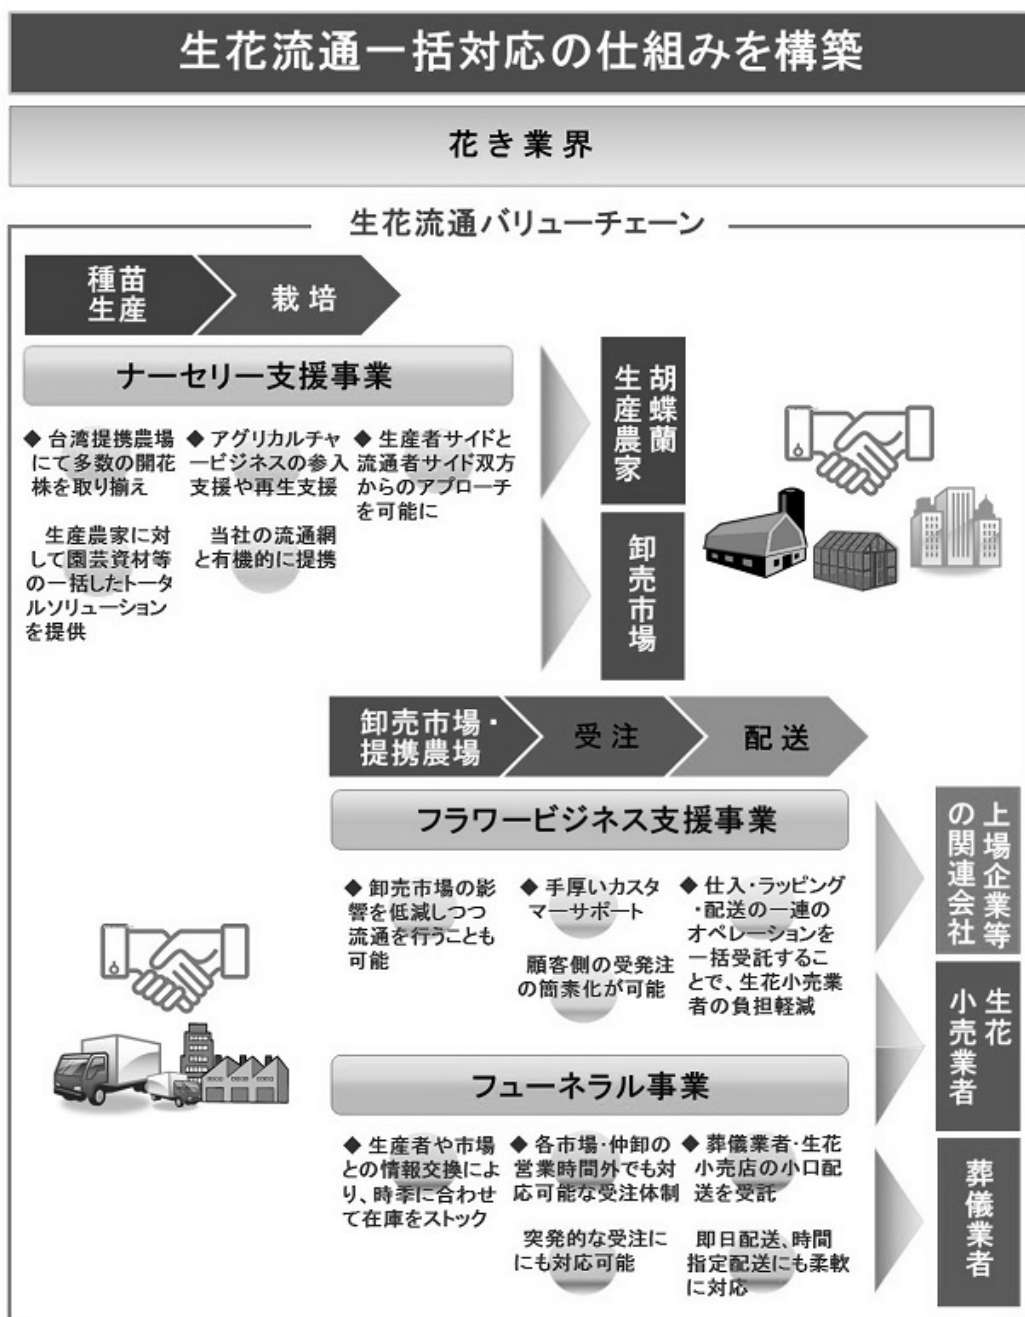 生花流通一括対応の仕組みを構築
花き業界
生花流通バリューチェーン
種苗
生産
栽培
ナーセリー支援事業
◆ 台湾提携農場
にて多数の開花
株を取り揃え
生産農家に対
して園芸資材等
の一括したトータ
ルソリューション
を提供
◆ アグリカルチャ
ービジネスの参入
支援や再生支援
当社の流通網
と有機的に提携
◆ 生産者サイドと
流通者サイド双方
からのアプローチ
を可能に
胡蝶蘭
生産農家
卸売市場
卸売市場・
提携農場
受注
配送
フラワービジネス支援事業
◆ 卸売市場の影
響を低減しつつ
流通を行うことも
可能
◆ 手厚いカスタ
マーサポート
顧客側の受発注
の簡素化が可能
◆ 仕入・ラッピング
・配送の一連の
オペレーションを
一括受託するこ
とで、生花小売業
者の負担軽減
上場企業等
の関連会社
生花
小売業者
フューネラル事業
◆ 生産者や市場
との情報交換によ
り、時季に合わせ
て在庫をストック
◆ 各市場・仲卸の
営業時間外でも対
応可能な受注体制
突発的な受注に
にも対応可能
◆ 葬儀業者・生花
小売店の小口配
送を受託
即日配送、時間
指定配送にも柔軟
に対応
葬儀業者